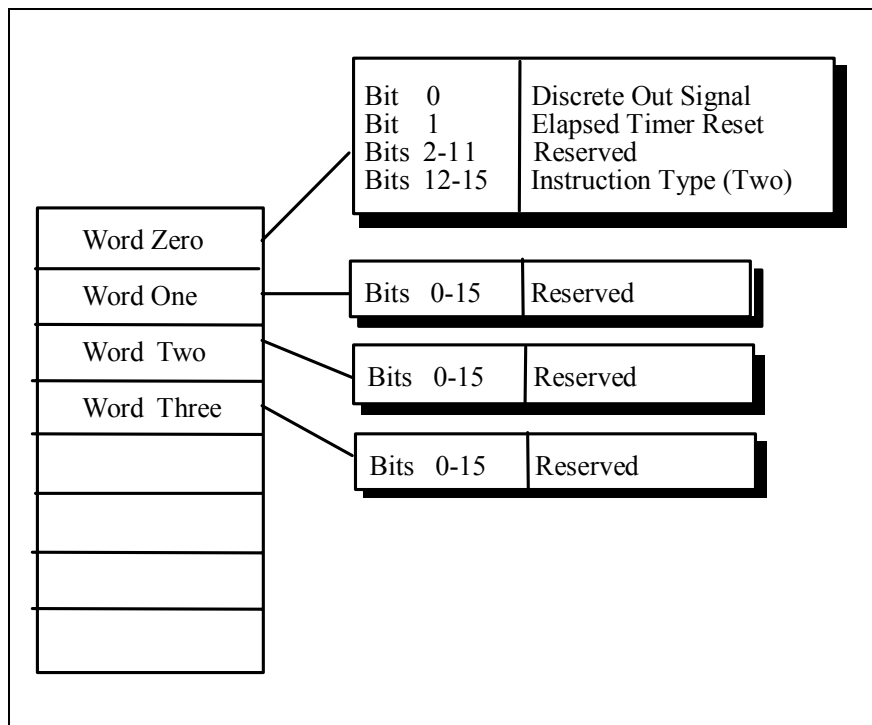 Bit 0 Discrete Out Signal
Bit 1 Elapsed Timer Reset
Bits 2-11 Reserved
Bits 12-15 Instruction Type (Two)
Word Zero
Word One
Bits 0-15 Reserved
Word Two
Bits 0-15 Reserved
Word Three
Bits 0-15 Reserved